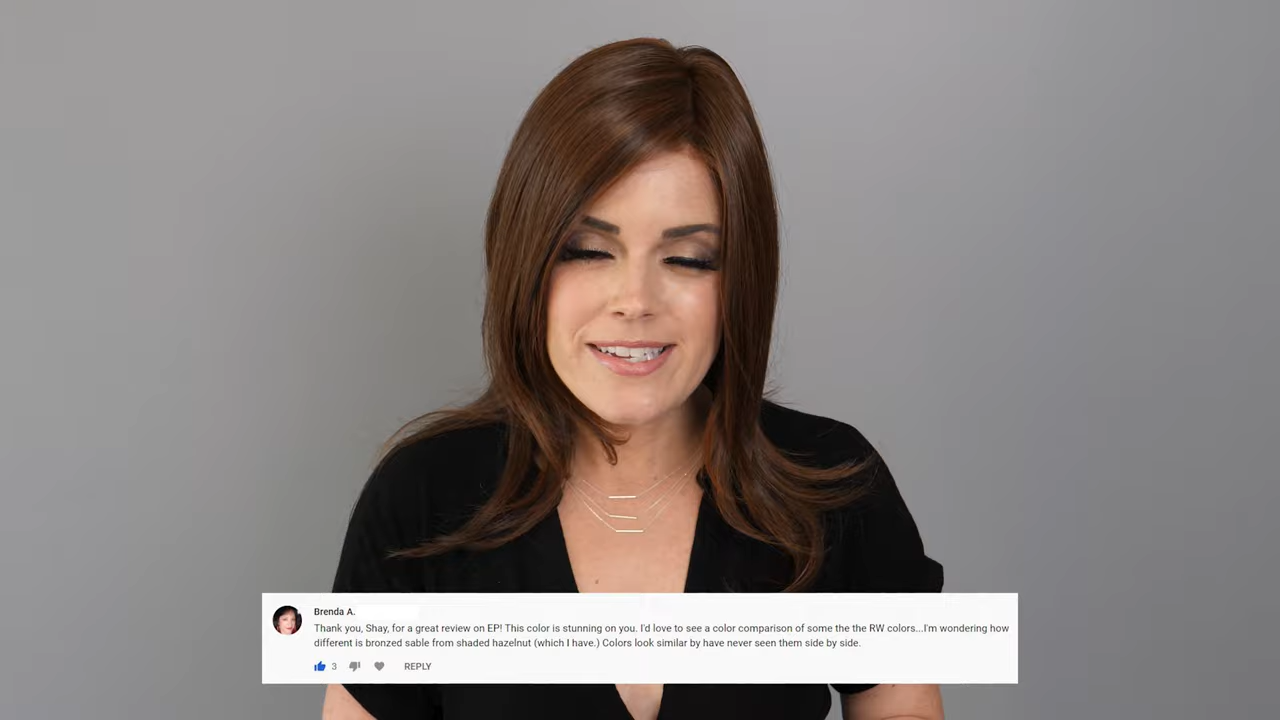 Brenda A.
Thank you, Shay, for a great review on EP! This color is stunning on you. I'd love to see a color comparison of some the the RW colors...I'm wondering how
different is bronzed sable from shaded hazelnut (which I have.) Colors look similar by have never seen them side by side.
3 REPLY